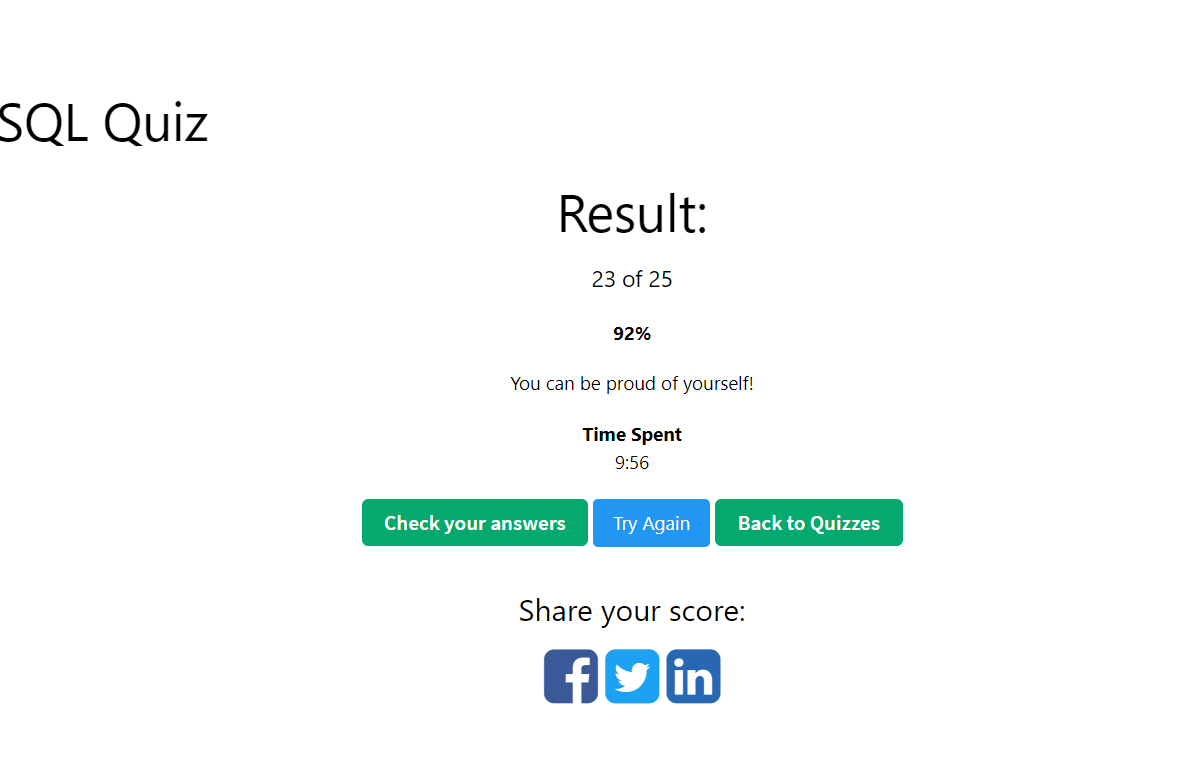 SQL Quiz
Result:
23 of 25
92%
You can be proud of yourself!
Time Spent
9:56
Check your answers Try Again Back to Quizzes
Share your score:
f in